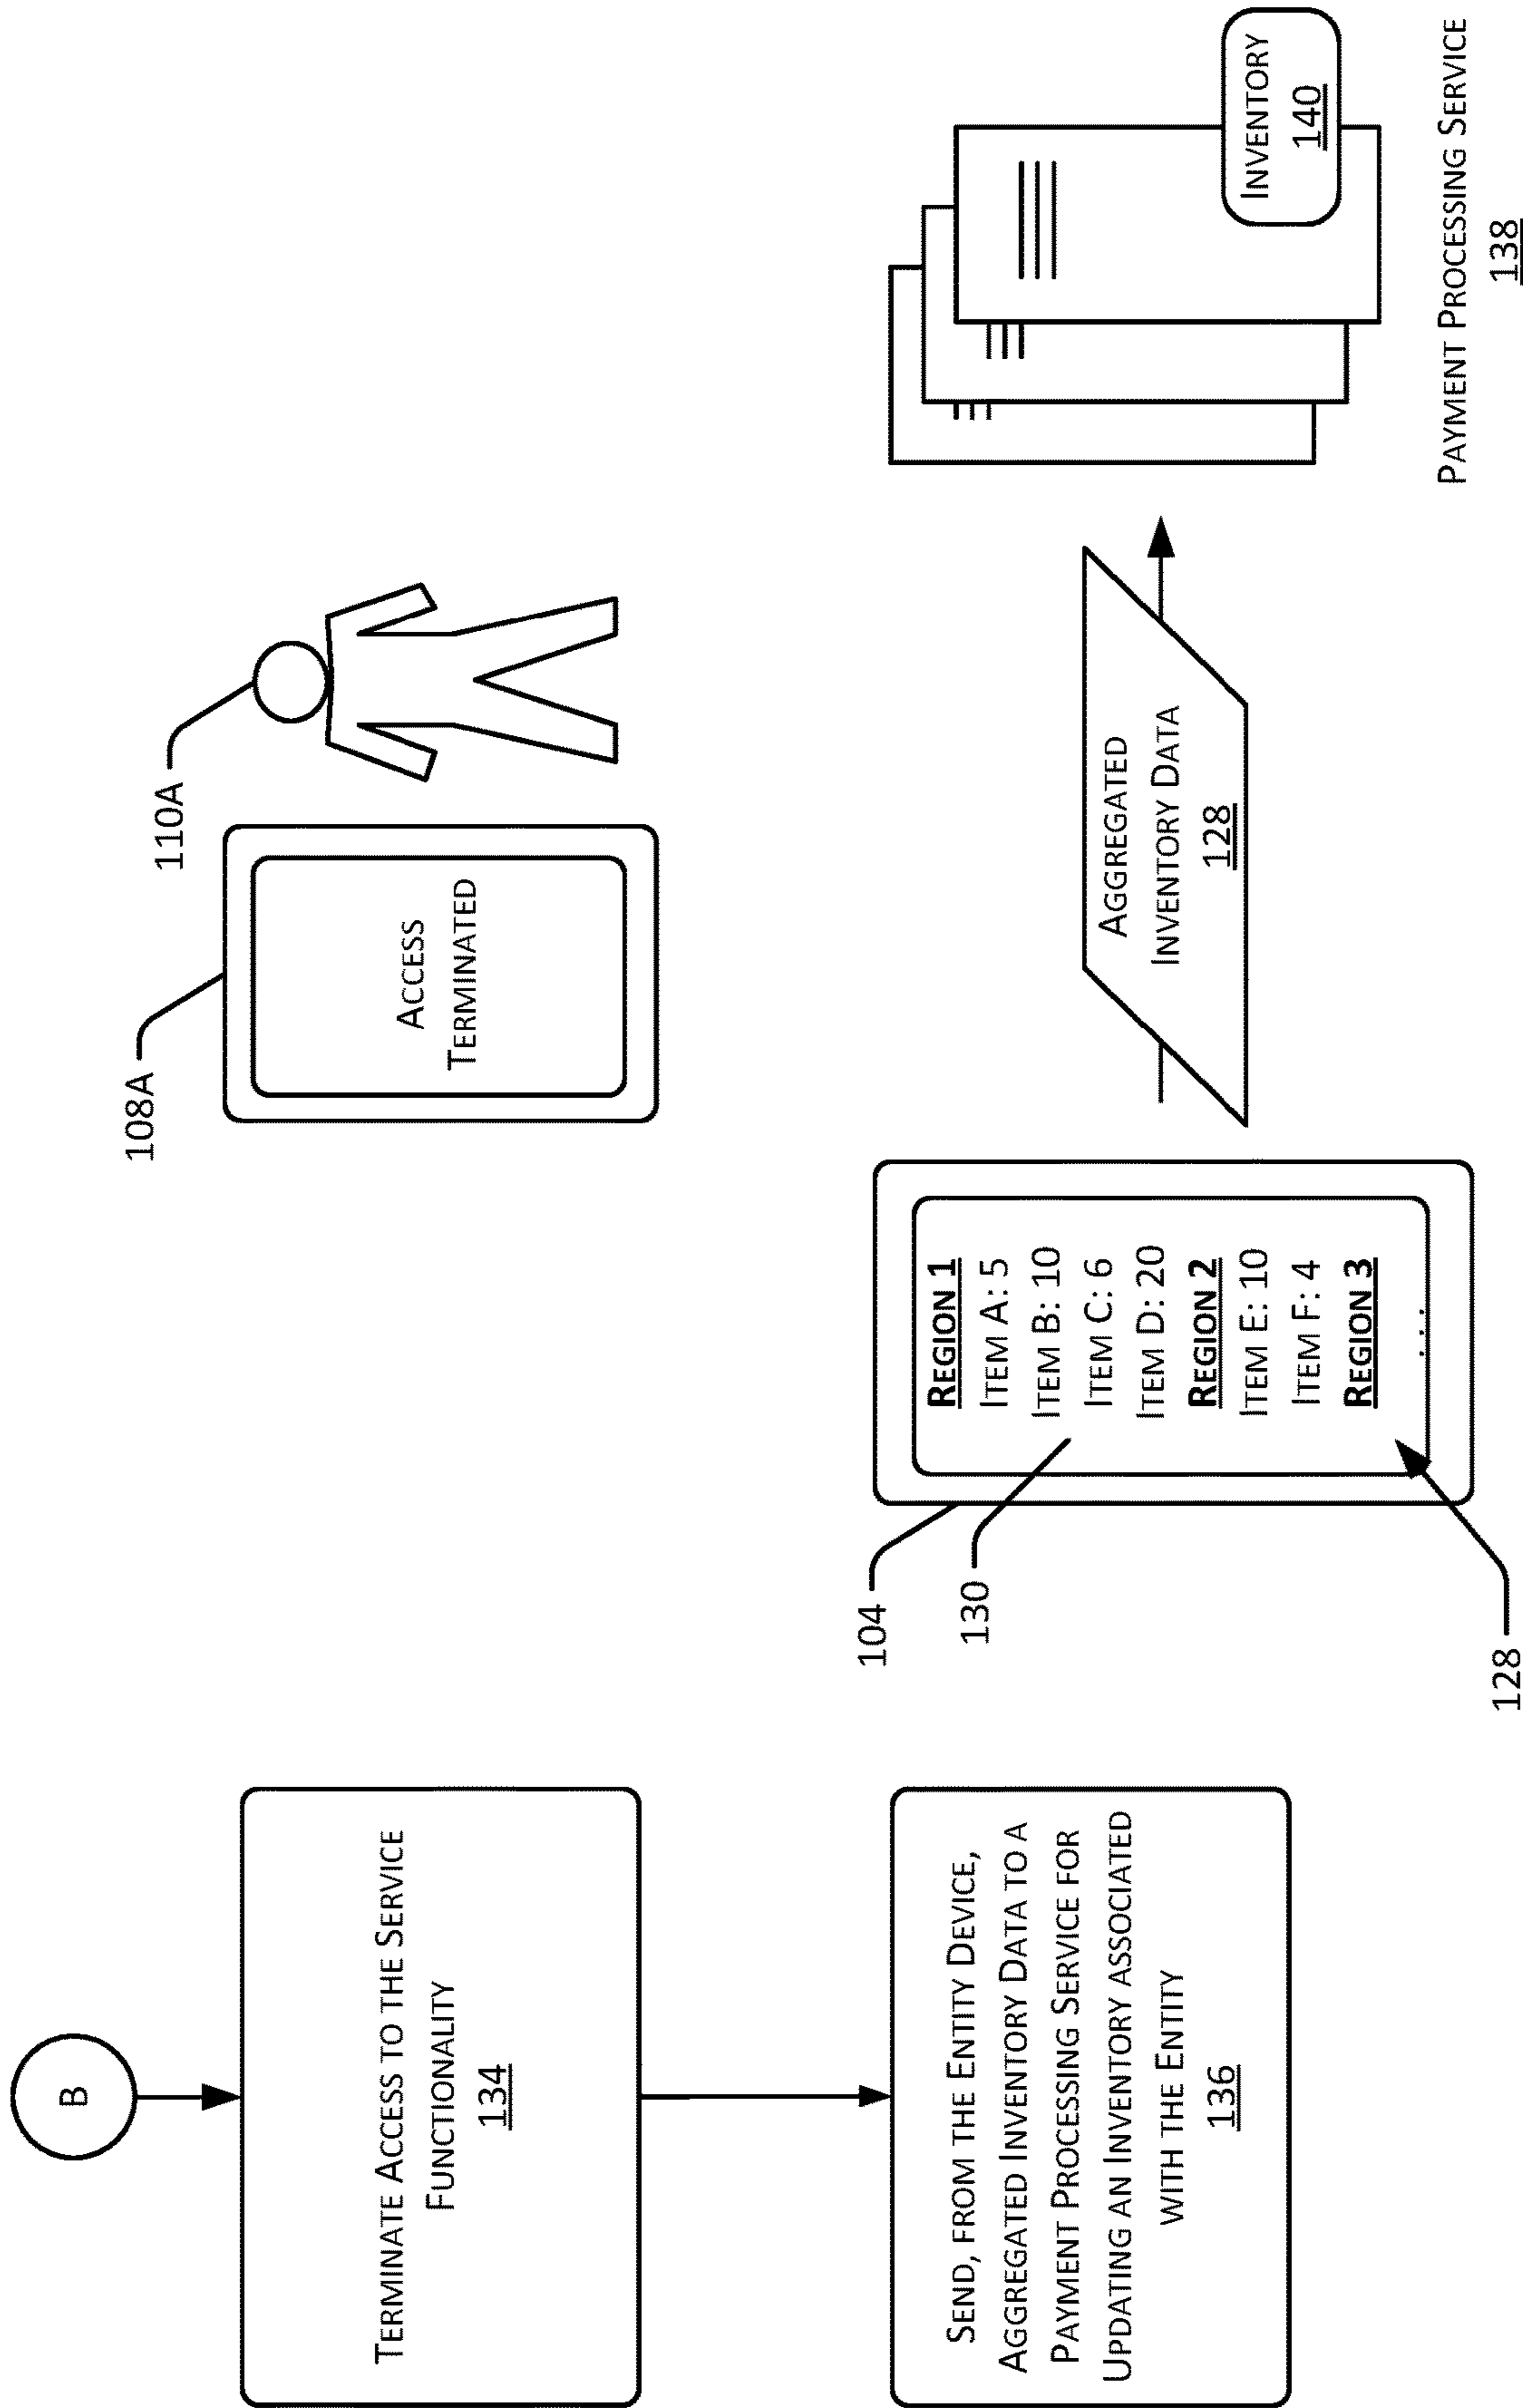 B
TERMINATE ACCESS TO THE SERVICE
FUNCTIONALITY
134
108A
110A
ACCESS
TERMINATED
SEND, FROM THE ENTITY DEVICE,
AGGREGATED INVENTORY DATA TO A
PAYMENT PROCESSING SERVICE FOR
UPDATING AN INVENTORY ASSOCIATED
WITH THE ENTITY
136
104
130
128
REGION 1
ITEM A: 5
ITEM B: 10
ITEM C: 6
ITEM D: 20
REGION 2
ITEM E: 10
ITEM F: 4
REGION 3
...
AGGREGATED
INVENTORY DATA
128
INVENTORY
140
PAYMENT PROCESSING SERVICE
138